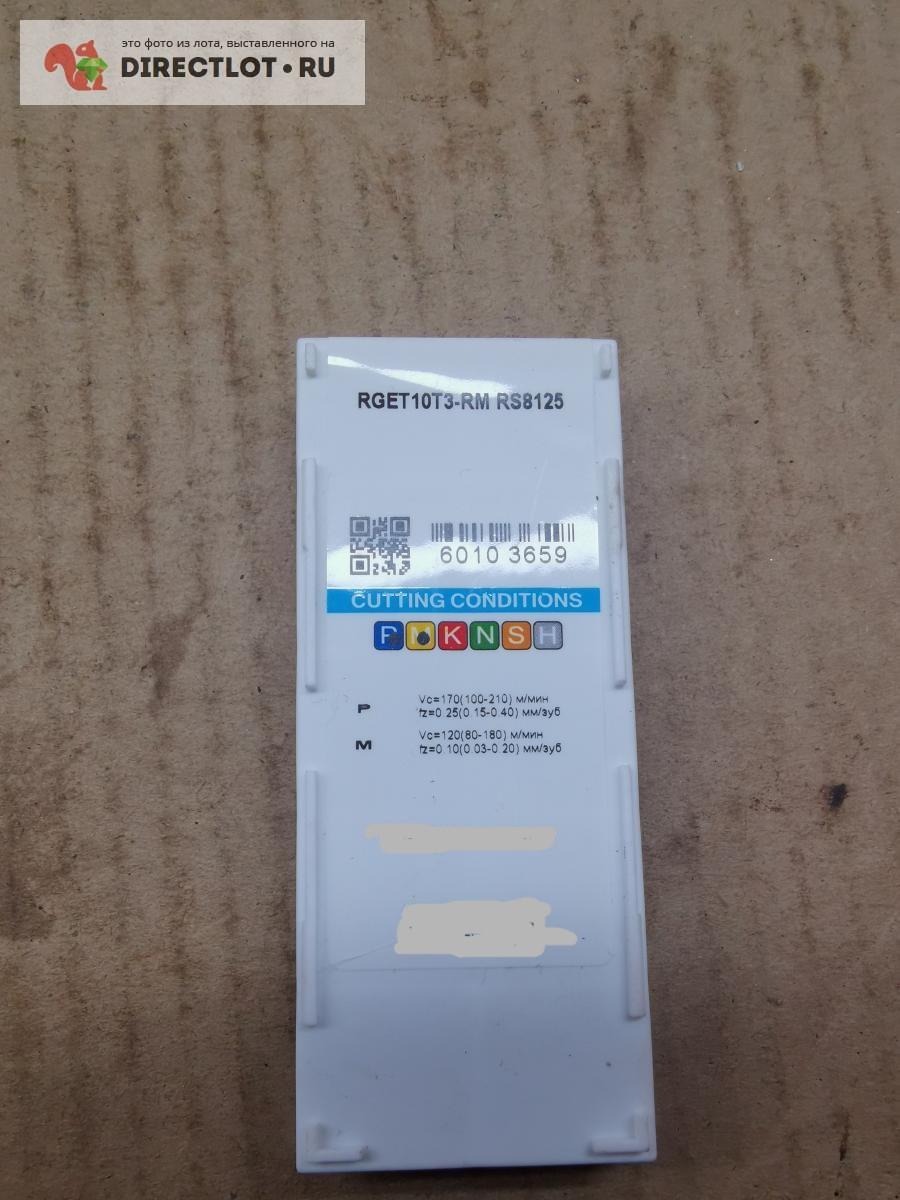 это фото из лота, выставленного на
DIRECTLOT•RU
RGET10T3-RM RS8125
6010 3659
CUTTING CONDITIONS
P M K N S H
P
Vc=170(100-210) м/мин
fz=0.25(0.15-0.40) мм/зуб
M
Vc=120(80-180) м/мин
fz=0.10(0.03-0.20) мм/зуб